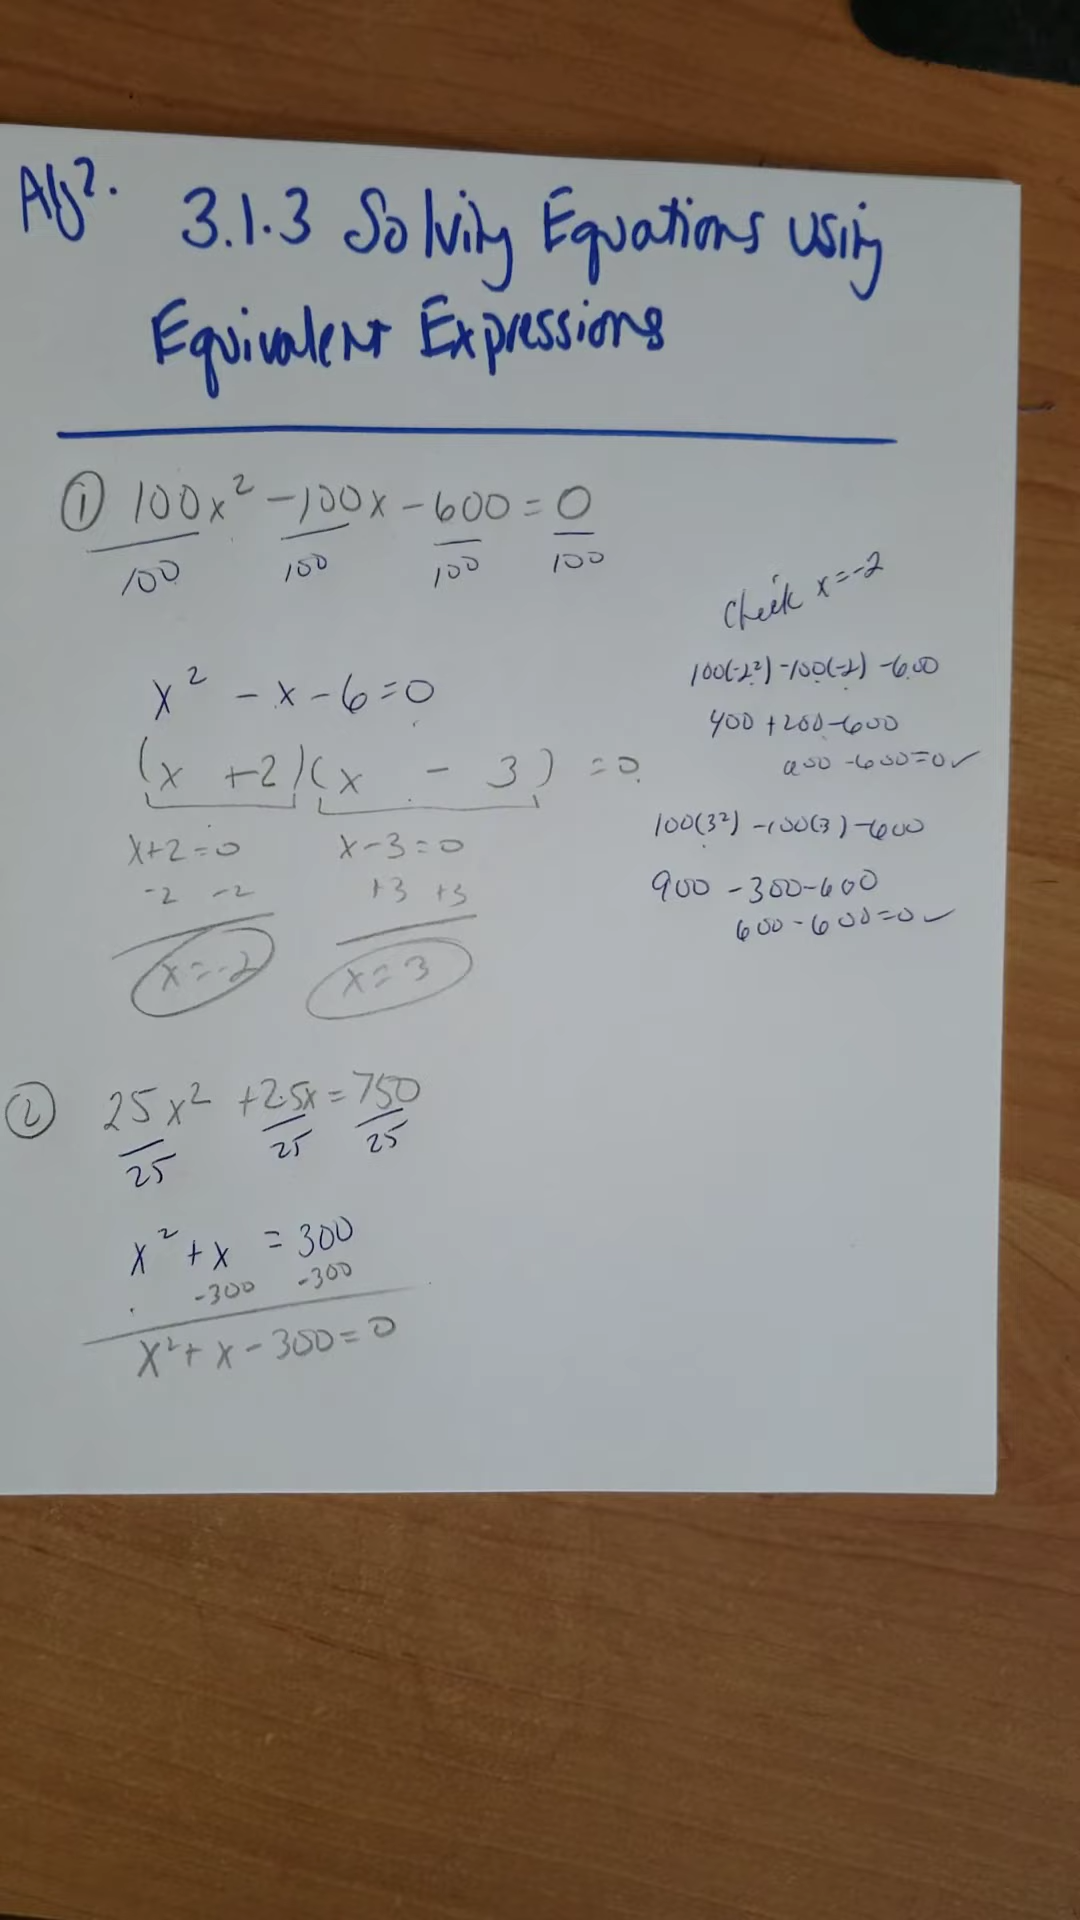 Alg 2. 3.1.3 Solving Equations using
Equivalent Expressions
① 100x² - 100x - 600 = 0
100 100 100 100
x² - x - 6 = 0
(x + 2)(x - 3) = 0
x+2=0 x-3=0
-2 -2 +3 +3
x=-2 x=3
Check x=-2
100(-2²) - 100(-2) - 600
400 + 200 - 600
600 - 600 = 0 ✓
100(3²) - 100(3) - 600
900 - 300 - 600
600 - 600 = 0 ✓
② 25x² + 25x = 750
25 25 25
x² + x = 300
-300 -300
x² + x - 300 = 0